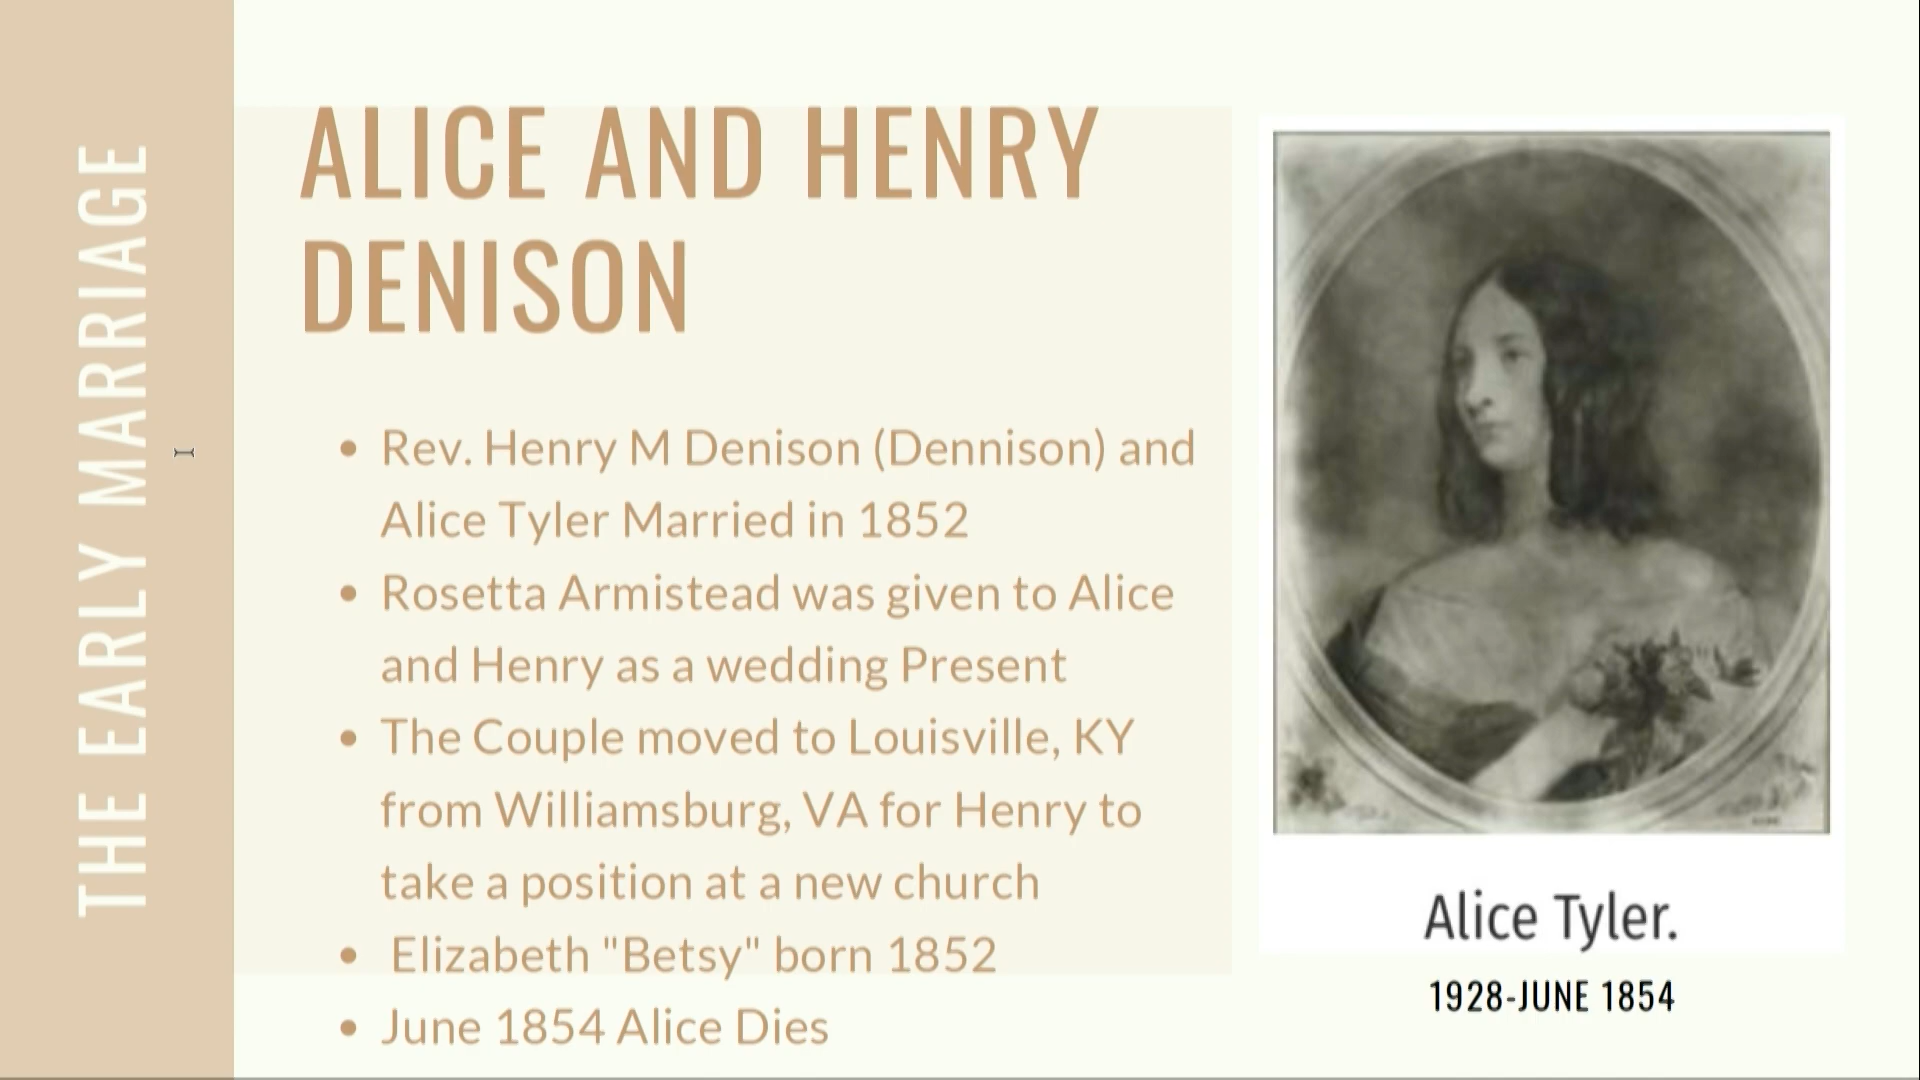 THE EARLY MARRIAGE
ALICE AND HENRY
DENISON
• Rev. Henry M Denison (Dennison) and
Alice Tyler Married in 1852
• Rosetta Armistead was given to Alice
and Henry as a wedding Present
• The Couple moved to Louisville, KY
from Williamsburg, VA for Henry to
take a position at a new church
• Elizabeth "Betsy" born 1852
• June 1854 Alice Dies
Alice Tyler.
1928-JUNE 1854